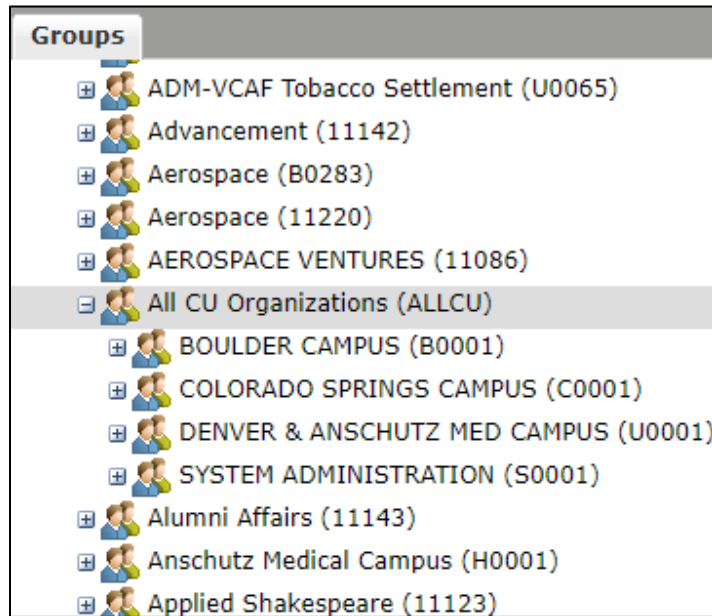 Groups
ADM-VCAF Tobacco Settlement (U0065)
Advancement (11142)
Aerospace (B0283)
Aerospace (11220)
AEROSPACE VENTURES (11086)
All CU Organizations (ALLCU)
BOULDER CAMPUS (B0001)
COLORADO SPRINGS CAMPUS (C0001)
DENVER & ANSCHUTZ MED CAMPUS (U0001)
SYSTEM ADMINISTRATION (S0001)
Alumni Affairs (11143)
Anschutz Medical Campus (H0001)
Applied Shakespeare (11123)